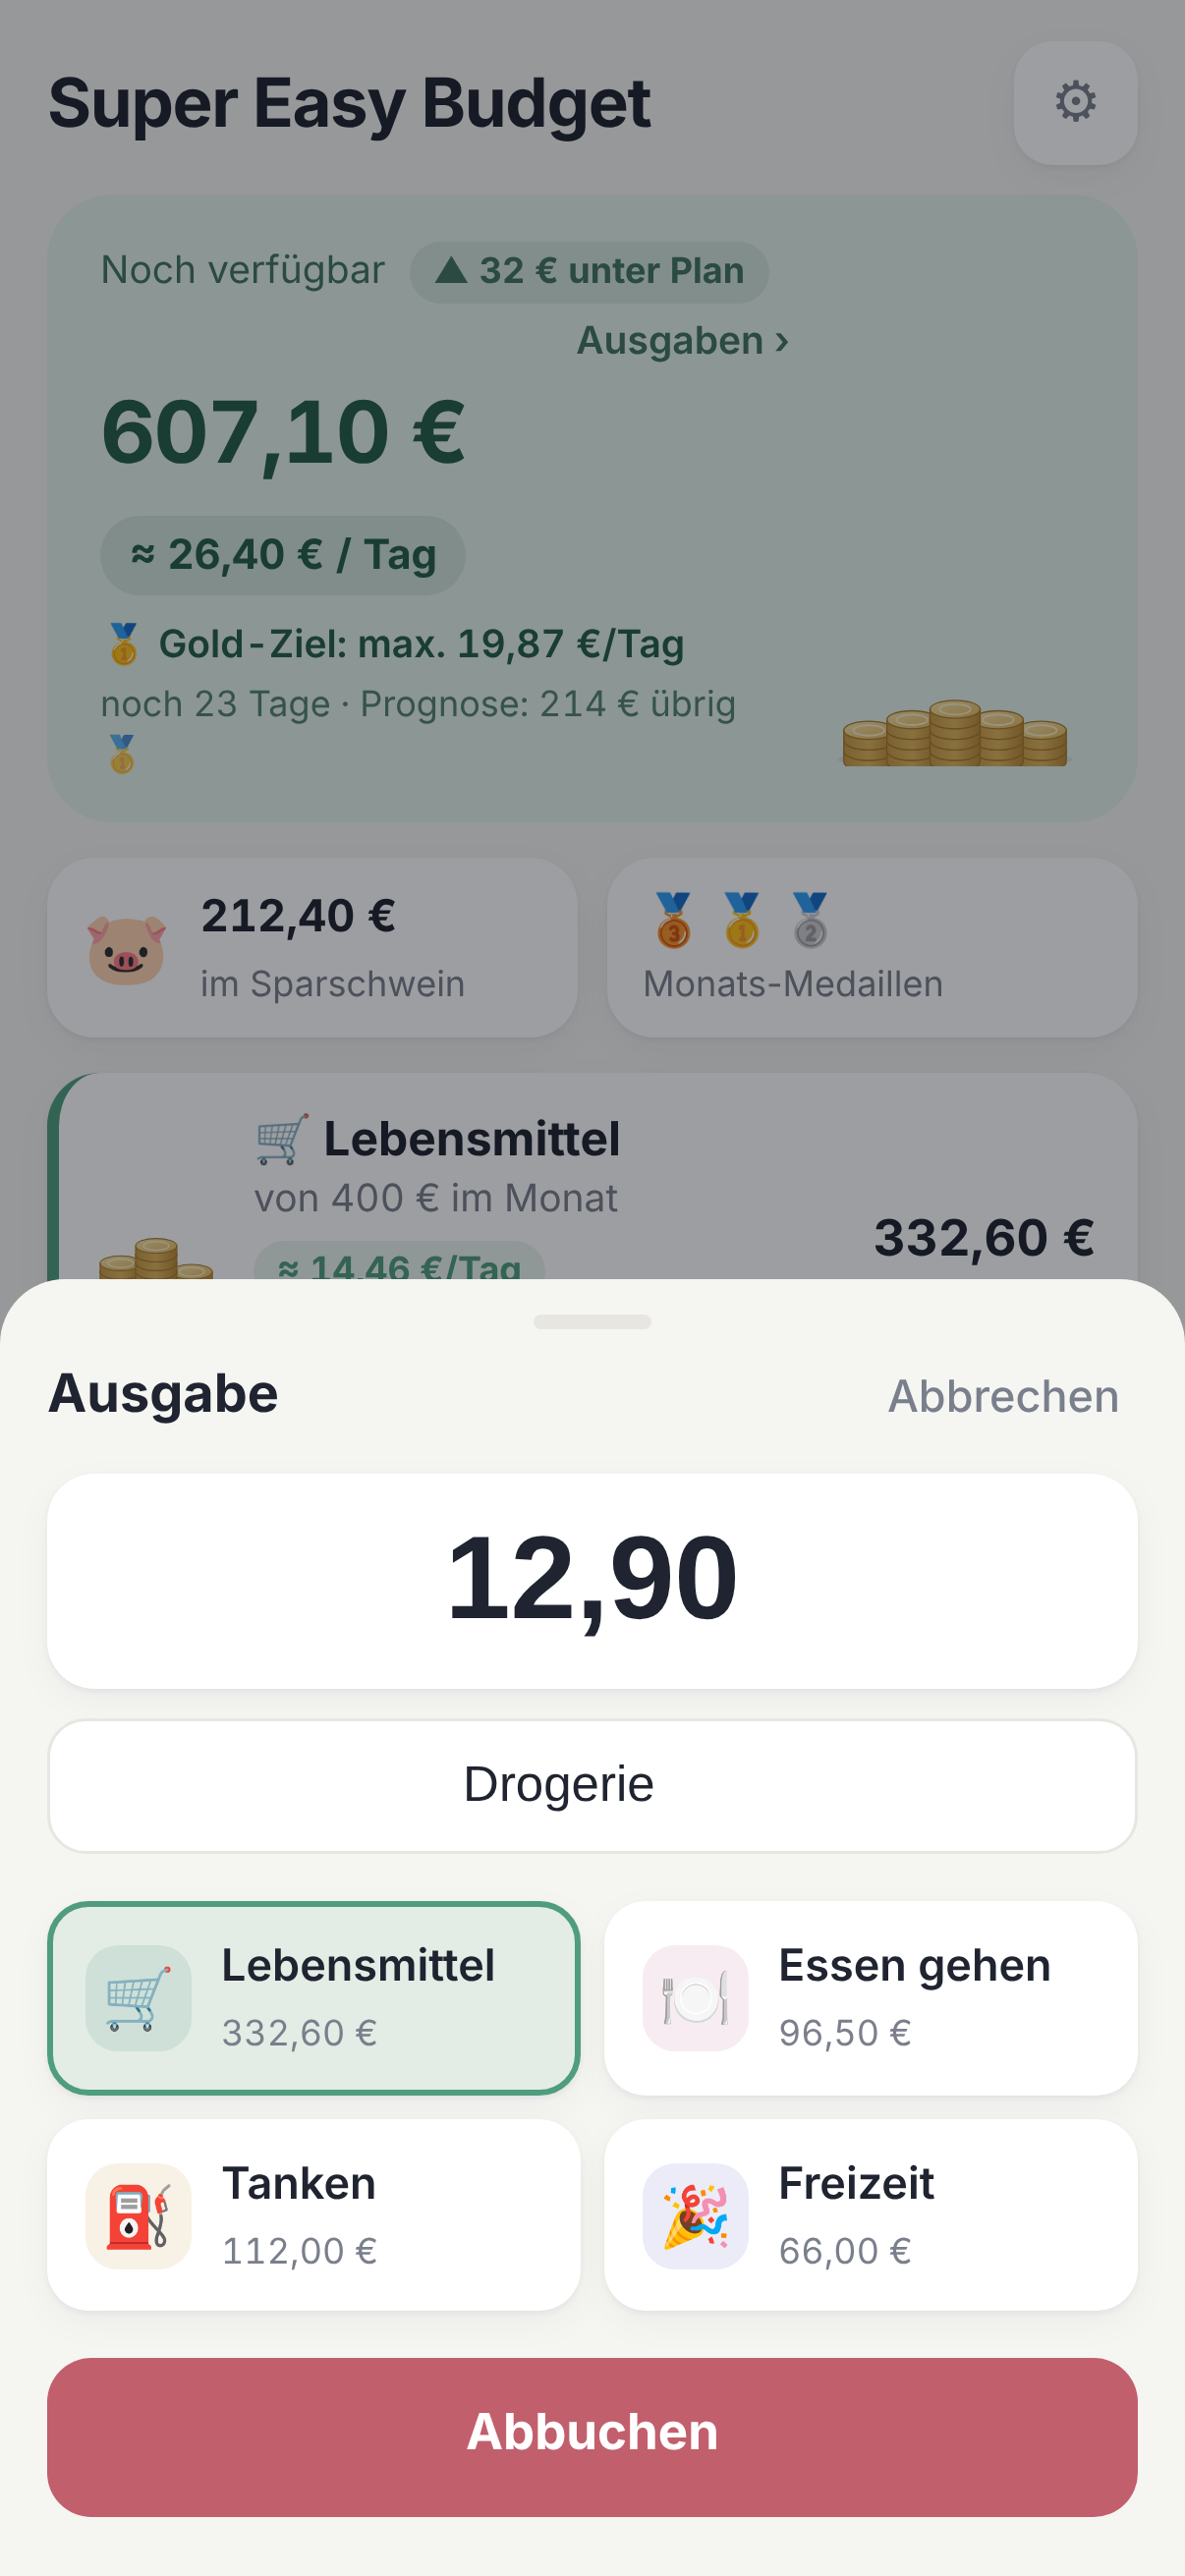 Super Easy Budget
Noch verfügbar ▲ 32 € unter Plan
Ausgaben ›
607,10 €
≈ 26,40 € / Tag
🥇 Gold-Ziel: max. 19,87 €/Tag
noch 23 Tage · Prognose: 214 € übrig
🥇
212,40 €
im Sparschwein
🥉 🥇 🥈
Monats-Medaillen
🛒 Lebensmittel
von 400 € im Monat
332,60 €
≈ 14,46 €/Tag
Ausgabe
Abbrechen
12,90
Drogerie
Lebensmittel
332,60 €
Essen gehen
96,50 €
Tanken
112,00 €
Freizeit
66,00 €
Abbuchen